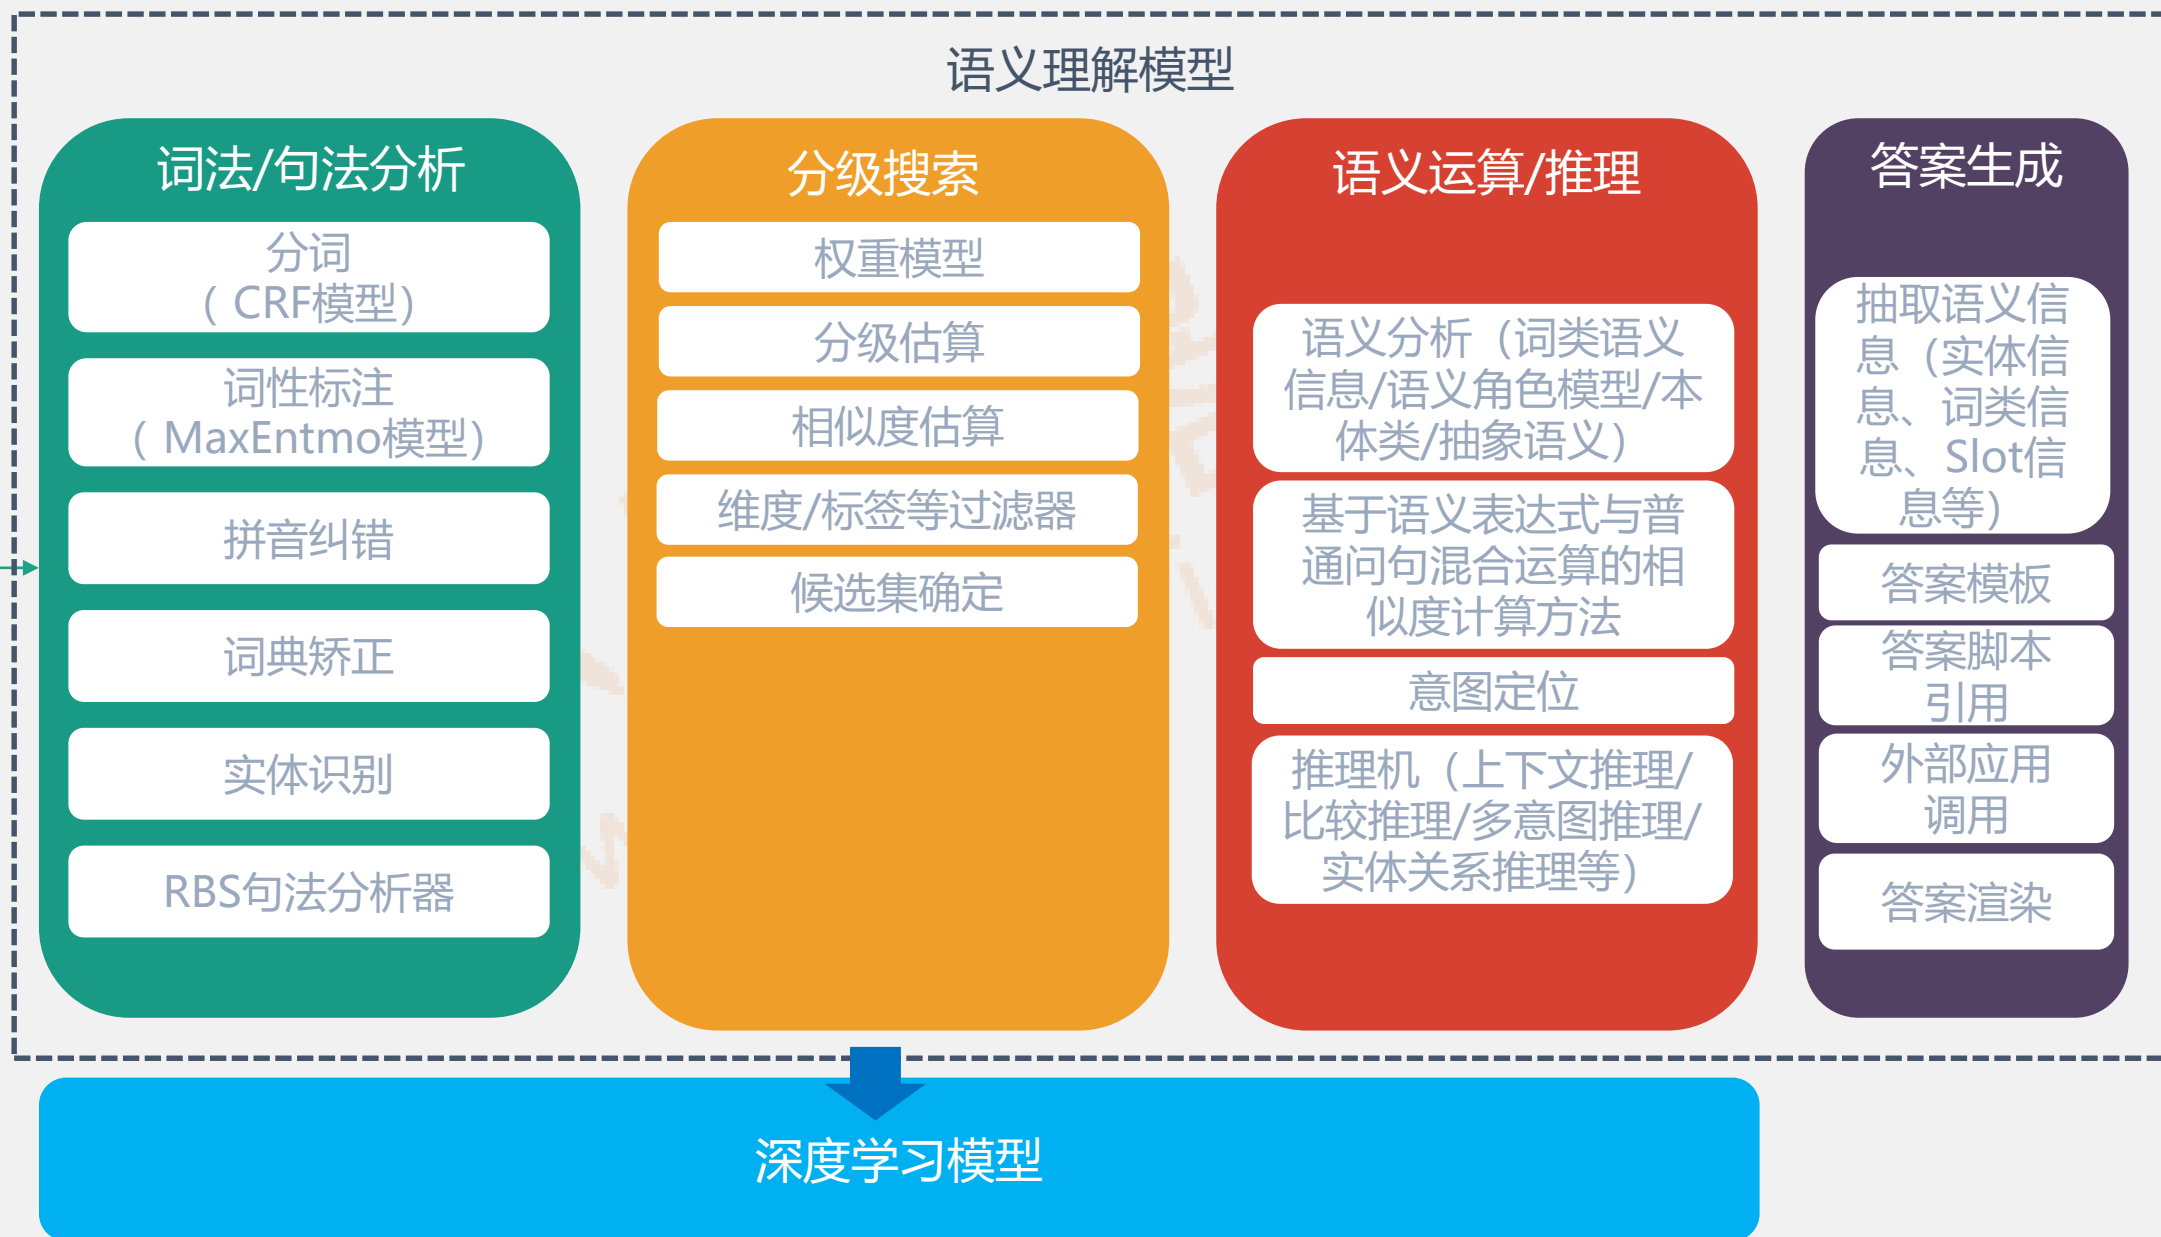 语义理解模型
词法/句法分析
分词
（ CRF模型）
词性标注
（ MaxEntmo模型）
拼音纠错
词典矫正
实体识别
RBS句法分析器
分级搜索
权重模型
分级估算
相似度估算
维度/标签等过滤器
候选集确定
语义运算/推理
语义分析（词类语义
信息/语义角色模型/本
体类/抽象语义）
基于语义表达式与普
通问句混合运算的相
似度计算方法
意图定位
推理机（上下文推理/
比较推理/多意图推理/
实体关系推理等）
答案生成
抽取语义信
息（实体信
息、词类信
息、Slot信
息等）
答案模板
答案脚本
引用
外部应用
调用
答案渲染
深度学习模型